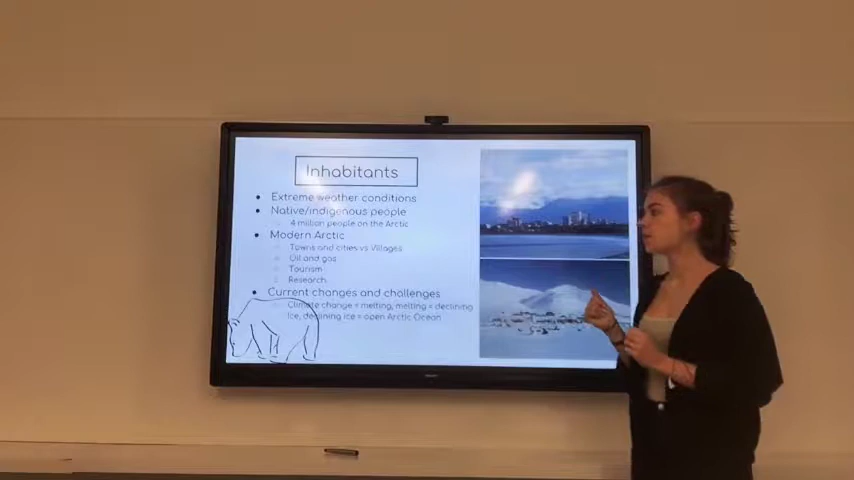 Inhabitants
Extreme weather conditions
Native/indigenous people
4 million people on the Arctic
Modern Arctic
Towns and cities vs Villages
Oil and gas
Tourism
Research
Current changes and challenges
Climate change = melting, melting = declining
Ice, declining ice = open Arctic Ocean